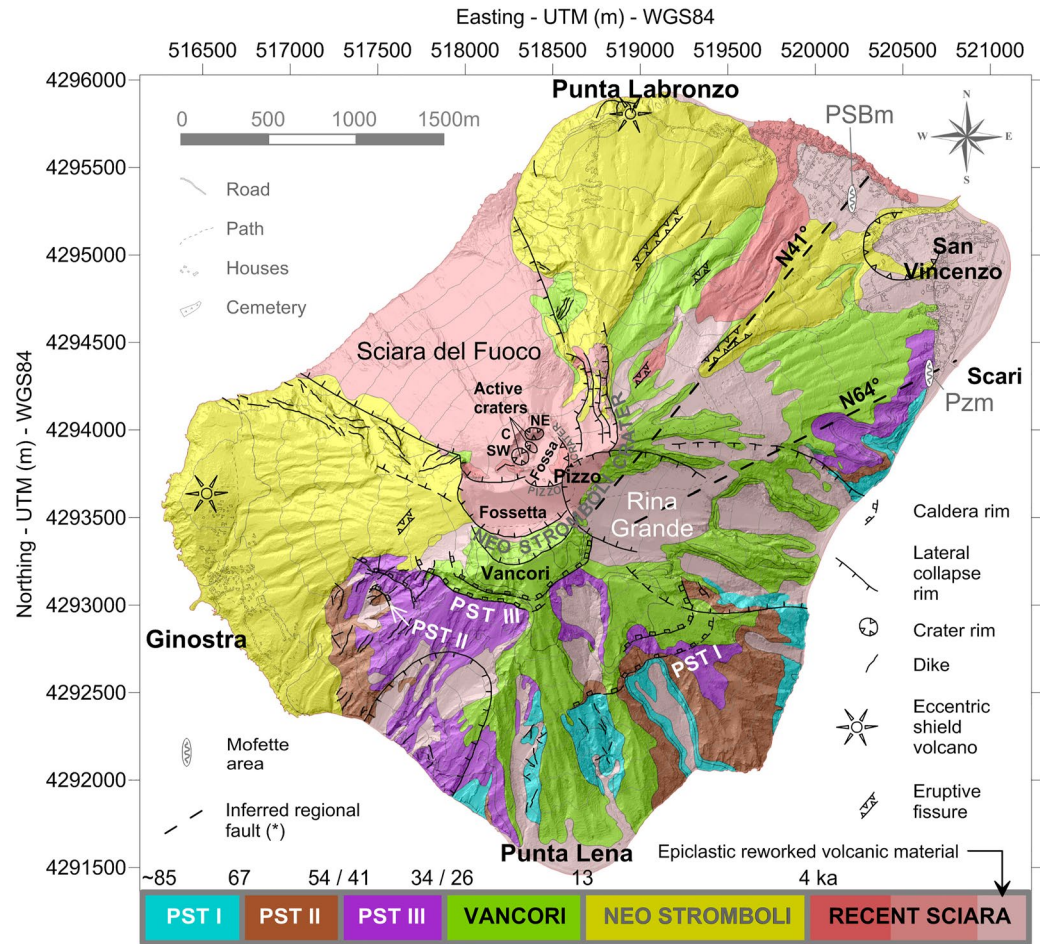 Easting - UTM (m) - WGS84
516500 517000 517500 518000 518500 519000 519500 520000 520500 521000
Northing - UTM (m) - WGS84
4296000
4295500
4295000
4294500
4294000
4293500
4293000
4292500
4292000
4291500
0 500 1000 1500m
Road
Path
Houses
Cemetery
Punta Labronzo
PSBm
N
W E
S
N41°
San
Vincenzo
Sciara del Fuoco
Scari
N64°
Pzm
Active
craters
NE
C
SW
Fossa
CRATER
Pizzo
PIZZO
Fossetta
NEO STROMBOLI CRATER
Rina
Grande
Vancori
PST III
PST II
PST I
Ginostra
Punta Lena
Caldera rim
Lateral
collapse
rim
Crater rim
Dike
Eccentric
shield
volcano
Eruptive
fissure
Mofette
area
Inferred regional
fault (*)
Epiclastic reworked volcanic material
~85 67 54 / 41 34 / 26 13 4 ka
PST I PST II PST III VANCORI NEO STROMBOLI RECENT SCIARA